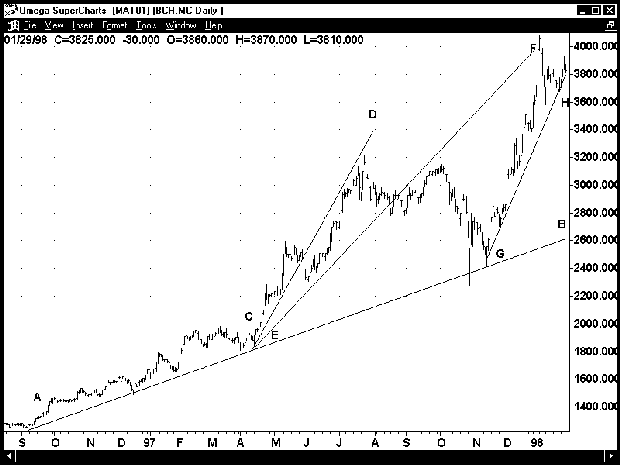 Omega SuperCharts - [MAT01] [BCH.MC Daily]
File View Insert Format Tools Window Help
01/29/98 C=3825.000 -30.000 O=3860.000 H=3870.000 L=3810.000
F
4000.000
3800.000
H
3600.000
D
3400.000
3200.000
3000.000
2800.000
B
2600.000
G
2400.000
2200.000
C
2000.000
E
1800.000
1600.000
A
1400.000
S O N D 97 F M A M J J A S O N D 98